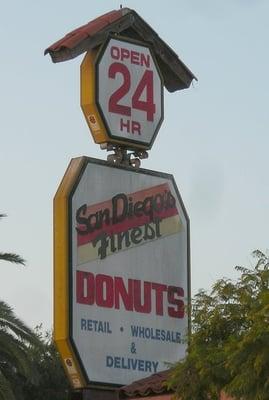 OPEN
24
HR
San Diego's
Finest
DONUTS
RETAIL • WHOLESALE
&
DELIVERY